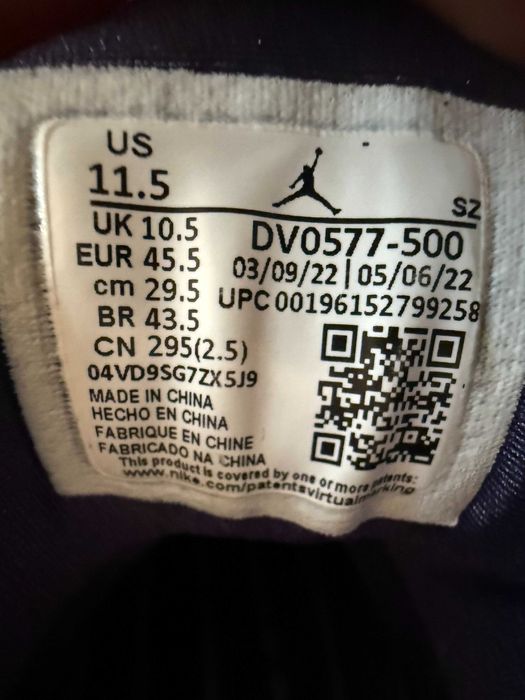 US
11.5
SZ
UK 10.5
DV0577-500
EUR 45.5
03/09/22 | 05/06/22
cm 29.5
UPC 00196152799258
BR 43.5
CN 295(2.5)
04VD9SG7ZX5J9
MADE IN CHINA
HECHO EN CHINA
FABRIQUE EN CHINE
FABRICADO NA CHINA
This product is covered by one or more patents:
www.nike.com/patentsvirtualmarking